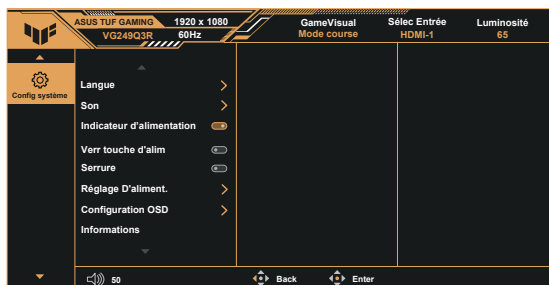 ASUS TUF GAMING 1920 x 1080 GameVisual Sélec Entrée Luminosité
VG249Q3R 60Hz Mode course HDMI-1 65
Config système
Langue
Son
Indicateur d'alimentation
Verr touche d'alim
Serrure
Réglage D'aliment.
Configuration OSD
Informations
50 Back Enter